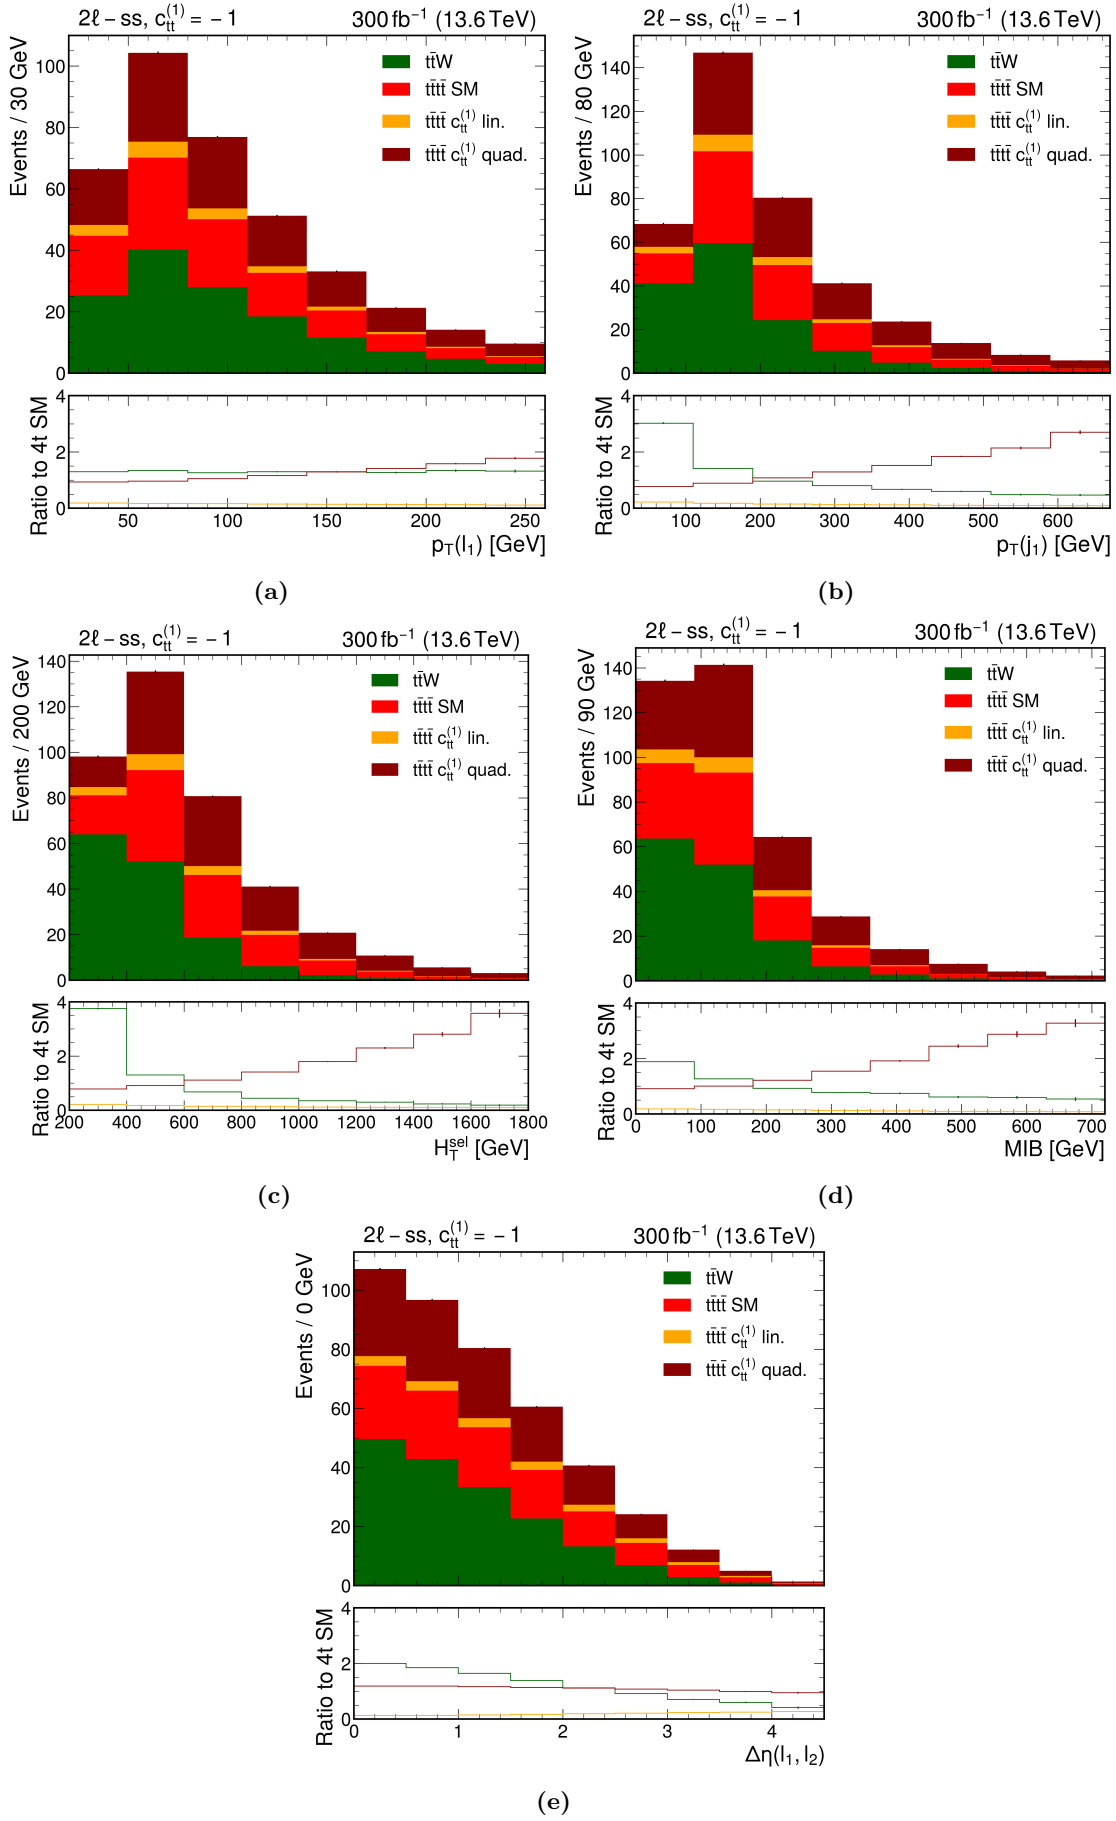 2ℓ – ss, c_tt^(1) = – 1 300 fb⁻¹ (13.6 TeV)
Events / 30 GeV
100
80
60
40
20
0
tt̄W
tt̄tt̄ SM
tt̄tt̄ c_tt^(1) lin.
tt̄tt̄ c_tt^(1) quad.
Ratio to 4t SM
4
2
0
50 100 150 200 250
p_T(l₁) [GeV]
(a)
2ℓ – ss, c_tt^(1) = – 1 300 fb⁻¹ (13.6 TeV)
Events / 80 GeV
140
120
100
80
60
40
20
0
tt̄W
tt̄tt̄ SM
tt̄tt̄ c_tt^(1) lin.
tt̄tt̄ c_tt^(1) quad.
Ratio to 4t SM
4
2
0
100 200 300 400 500 600
p_T(j₁) [GeV]
(b)
2ℓ – ss, c_tt^(1) = – 1 300 fb⁻¹ (13.6 TeV)
Events / 200 GeV
140
120
100
80
60
40
20
0
tt̄W
tt̄tt̄ SM
tt̄tt̄ c_tt^(1) lin.
tt̄tt̄ c_tt^(1) quad.
Ratio to 4t SM
4
2
0
200 400 600 800 1000 1200 1400 1600 1800
H_T^sel [GeV]
(c)
2ℓ – ss, c_tt^(1) = – 1 300 fb⁻¹ (13.6 TeV)
Events / 90 GeV
140
120
100
80
60
40
20
0
tt̄W
tt̄tt̄ SM
tt̄tt̄ c_tt^(1) lin.
tt̄tt̄ c_tt^(1) quad.
Ratio to 4t SM
4
2
0
0 100 200 300 400 500 600 700
MIB [GeV]
(d)
2ℓ – ss, c_tt^(1) = – 1 300 fb⁻¹ (13.6 TeV)
Events / 0 GeV
100
80
60
40
20
0
tt̄W
tt̄tt̄ SM
tt̄tt̄ c_tt^(1) lin.
tt̄tt̄ c_tt^(1) quad.
Ratio to 4t SM
4
2
0
0 1 2 3 4
Δη(l₁, l₂)
(e)